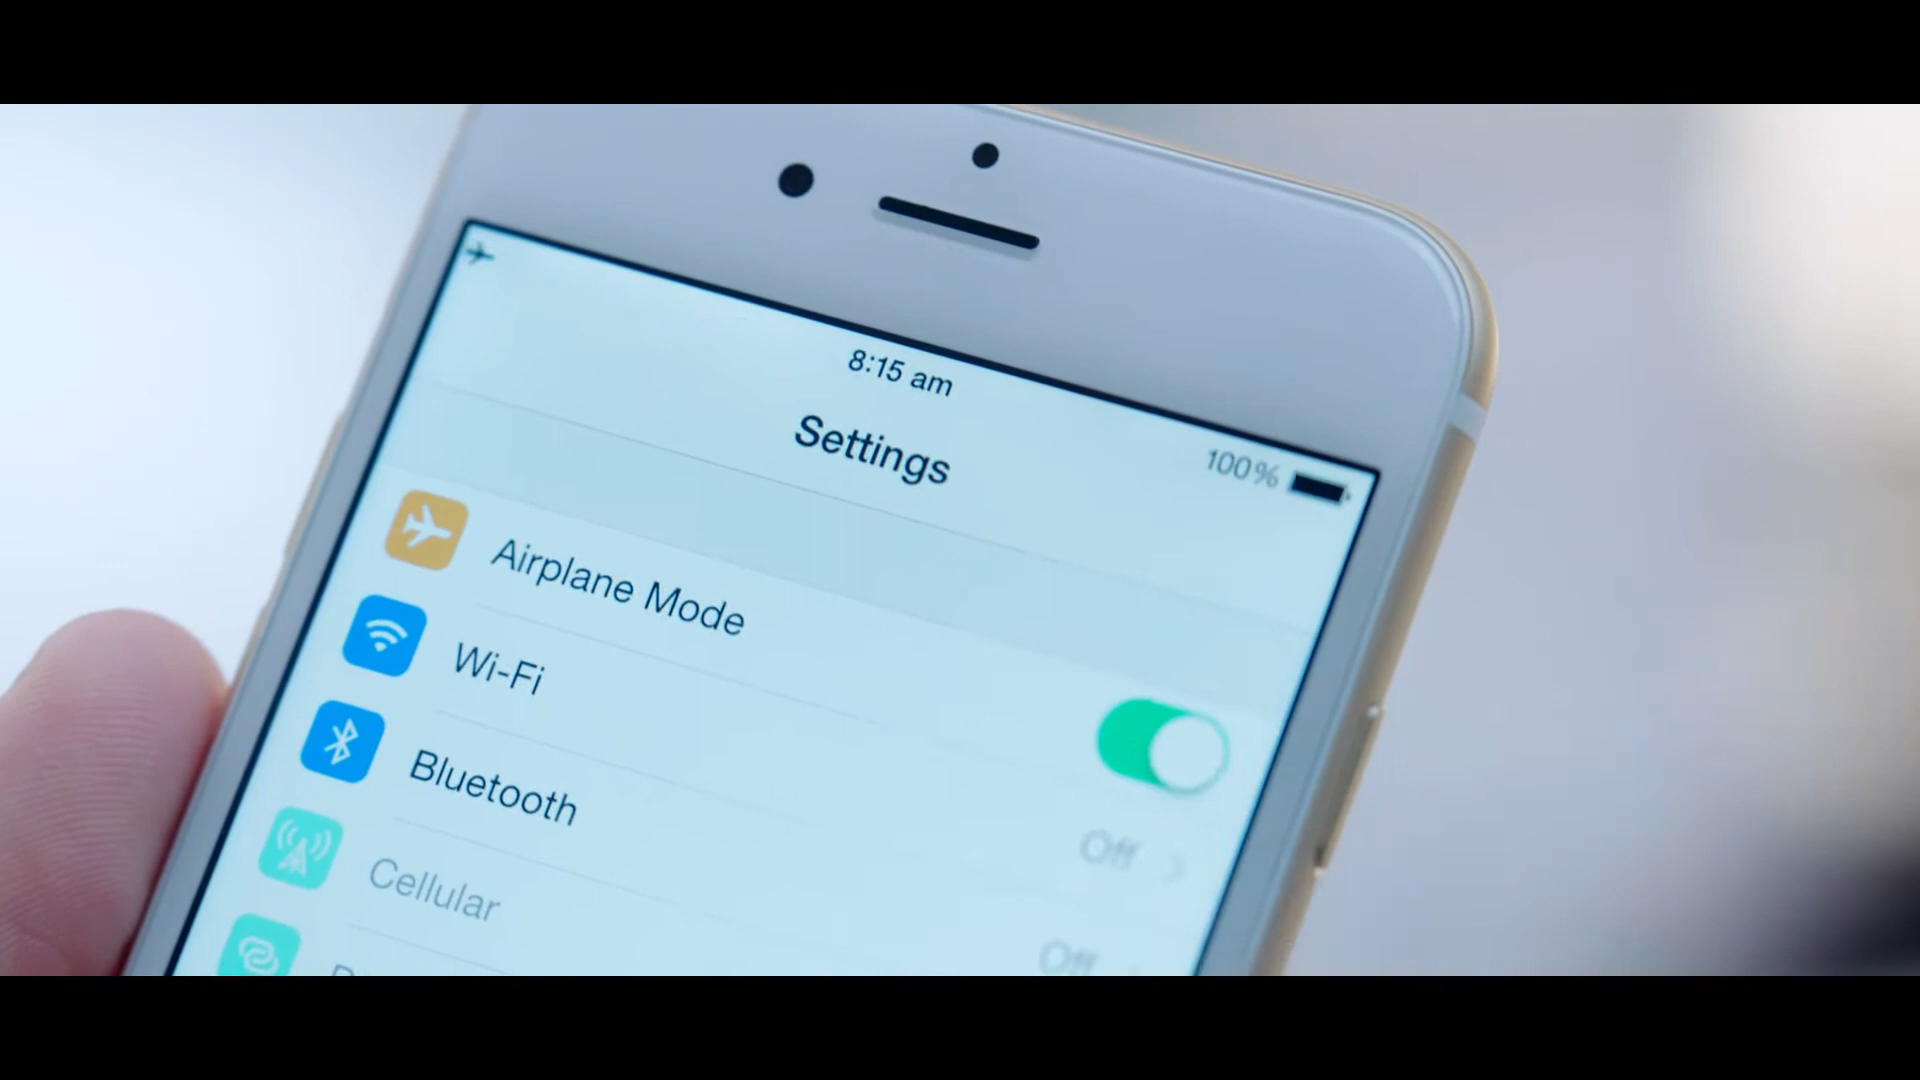 8:15 am
100%
Settings
Airplane Mode
Wi-Fi
Off
Bluetooth
Off
Cellular